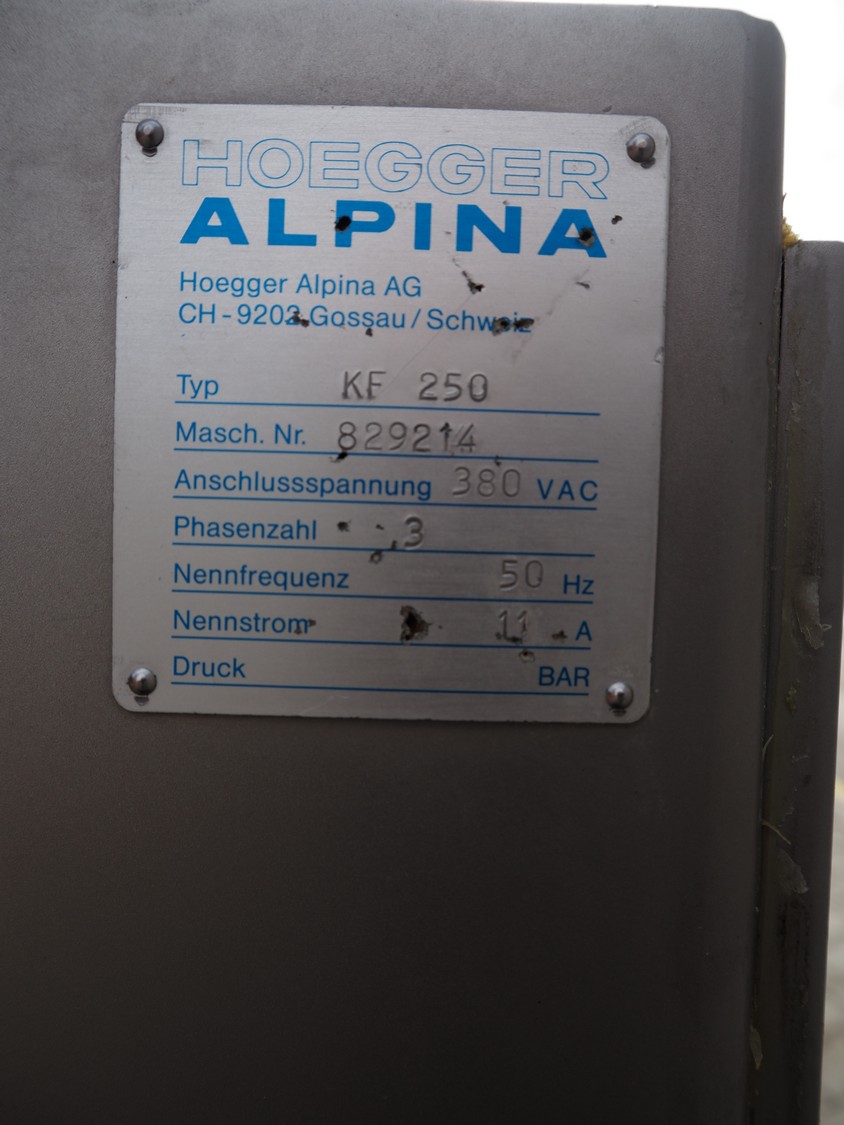 HOEGGER
ALPINA
Hoegger Alpina AG
CH - 9202 Gossau / Schweiz
Typ KF 250
Masch. Nr. 829214
Anschlussspannung 380 VAC
Phasenzahl 3
Nennfrequenz 50 Hz
Nennstrom 11 A
Druck BAR